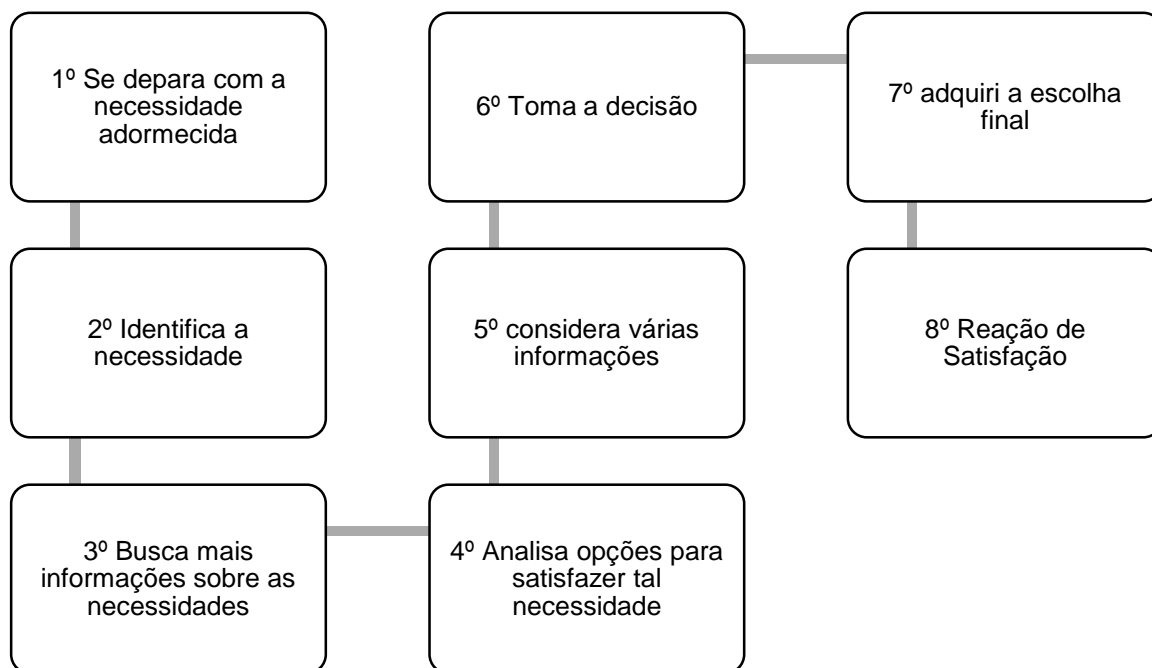 1º Se depara com a
necessidade
adormecida
2º Identifica a
necessidade
3º Busca mais
informações sobre as
necessidades
4º Analisa opções para
satisfazer tal
necessidade
5º considera várias
informações
6º Toma a decisão
7º adquiri a escolha
final
8º Reação de
Satisfação